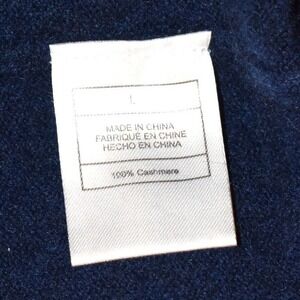 L
MADE IN CHINA
FABRIQUÉ EN CHINE
HECHO EN CHINA
100% Cashmere